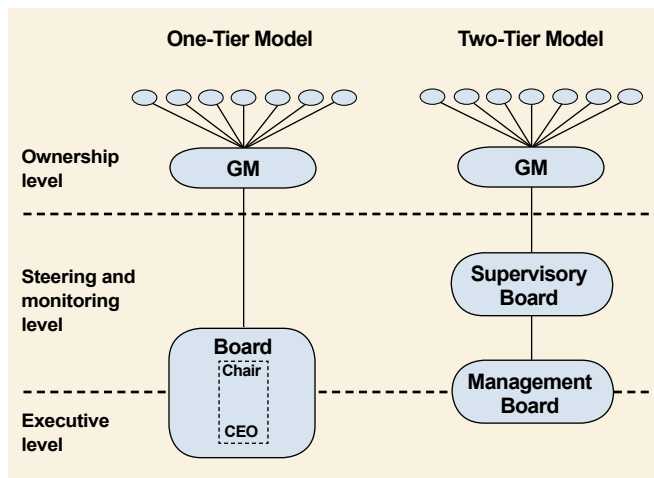 One-Tier Model
Two-Tier Model
Ownership
level
GM
GM
Steering and
monitoring
level
Supervisory
Board
Board
Chair
CEO
Management
Board
Executive
level